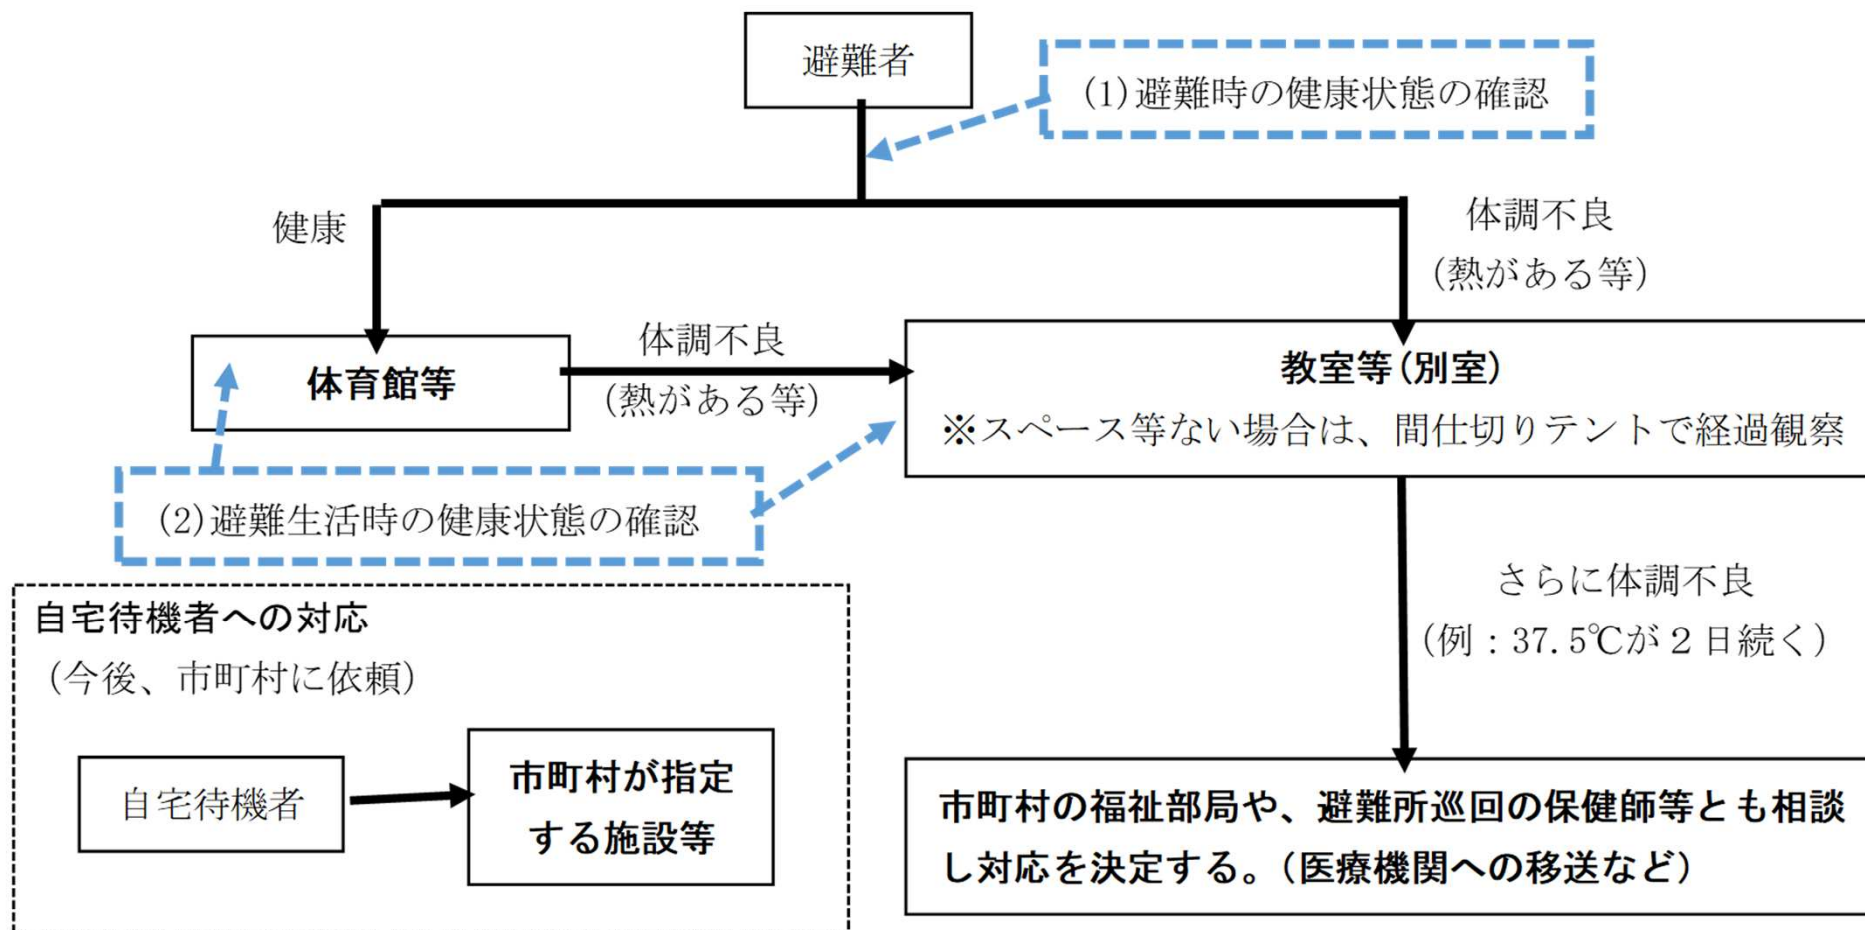 避難者
(1)避難時の健康状態の確認
健康
体調不良
(熱がある等)
体育館等
体調不良
(熱がある等)
教室等(別室)
※スペース等ない場合は、間仕切りテントで経過観察
(2)避難生活時の健康状態の確認
さらに体調不良
(例：37.5℃が２日続く)
自宅待機者への対応
(今後、市町村に依頼)
自宅待機者
市町村が指定
する施設等
市町村の福祉部局や、避難所巡回の保健師等とも相談
し対応を決定する。(医療機関への移送など)